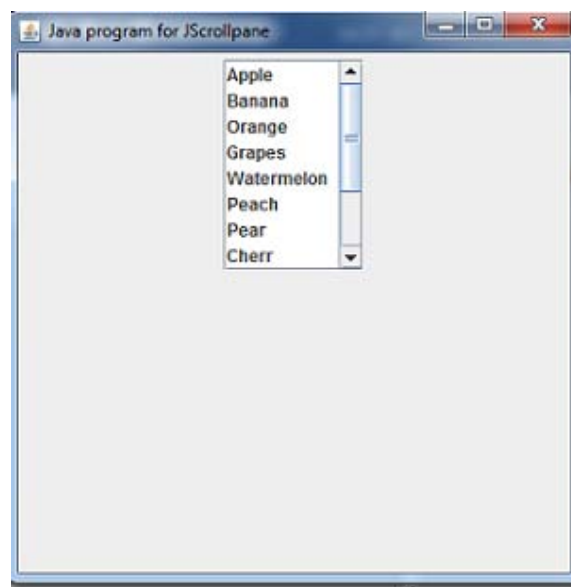 Java program for JScrollpane
Apple
Banana
Orange
Grapes
Watermelon
Peach
Pear
Cherr